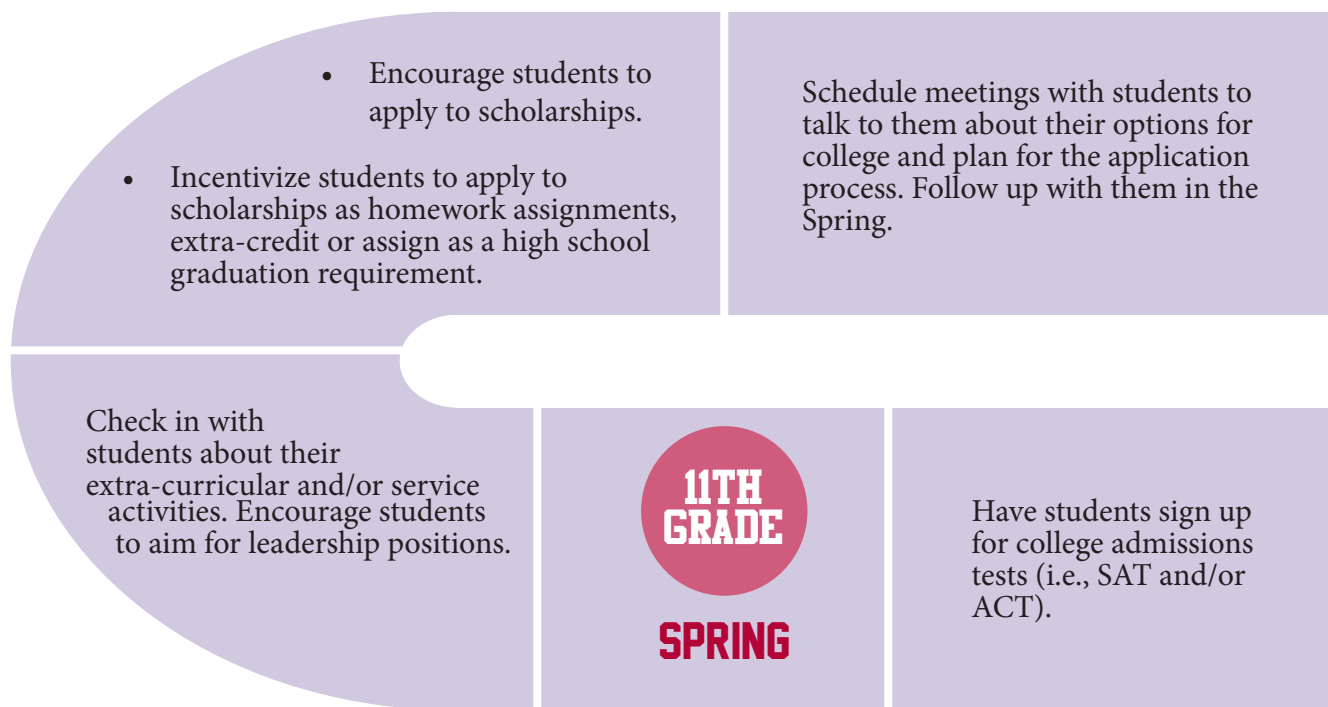 • Encourage students to
apply to scholarships.
• Incentivize students to apply to
scholarships as homework assignments,
extra-credit or assign as a high school
graduation requirement.
Schedule meetings with students to
talk to them about their options for
college and plan for the application
process. Follow up with them in the
Spring.
Check in with
students about their
extra-curricular and/or service
activities. Encourage students
to aim for leadership positions.
11TH
GRADE
SPRING
Have students sign up
for college admissions
tests (i.e., SAT and/or
ACT).